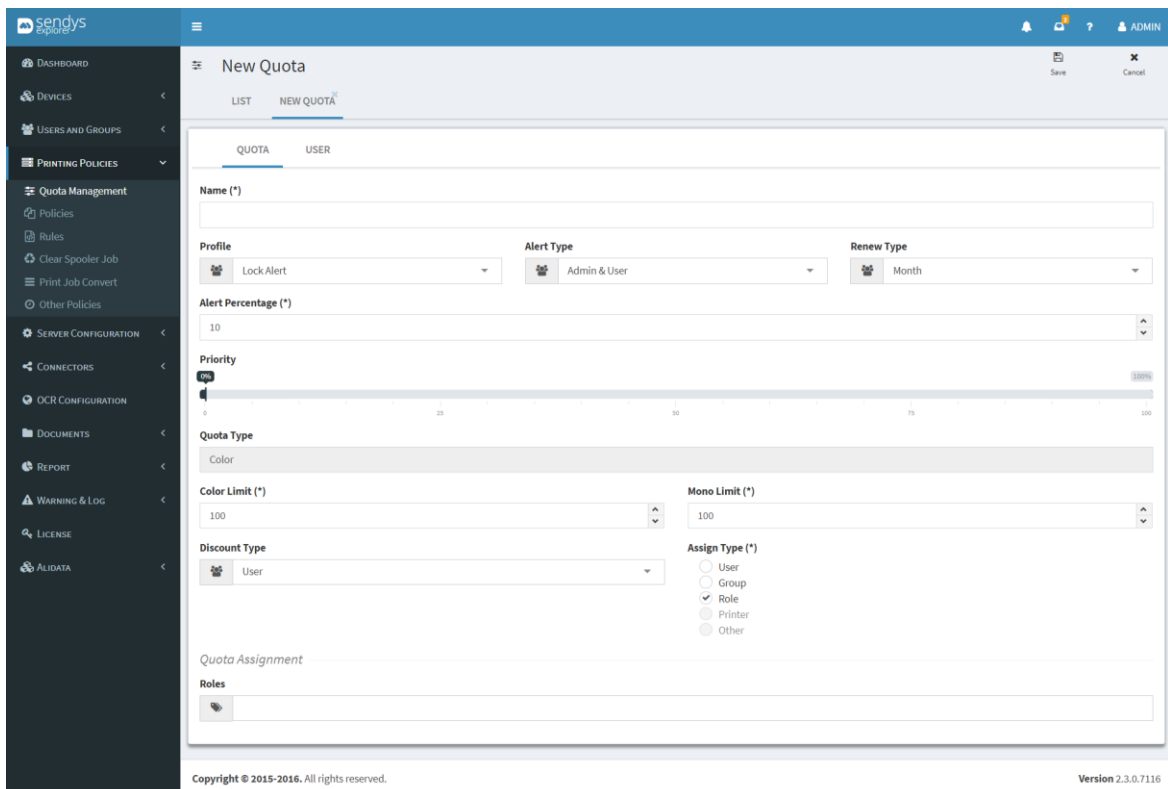 sendys
explorer
ADMIN
DASHBOARD
DEVICES
USERS AND GROUPS
PRINTING POLICIES
Quota Management
Policies
Rules
Clear Spooler Job
Print Job Convert
Other Policies
SERVER CONFIGURATION
CONNECTORS
OCR CONFIGURATION
DOCUMENTS
REPORT
WARNING & LOG
LICENSE
ALIDATA
New Quota
Save
Cancel
LIST NEW QUOTA
QUOTA USER
Name (*)
Profile Alert Type Renew Type
Lock Alert Admin & User Month
Alert Percentage (*)
10
Priority
0% 100%
0 25 50 75 100
Quota Type
Color
Color Limit (*) Mono Limit (*)
100 100
Discount Type Assign Type (*)
User
User
Group
Role
Printer
Other
Quota Assignment
Roles
Copyright © 2015-2016. All rights reserved. Version 2.3.0.7116